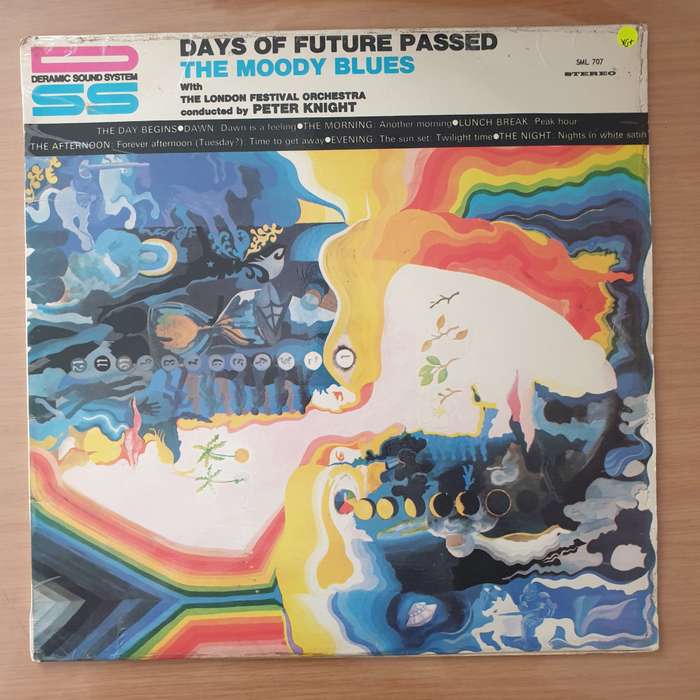 DAYS OF FUTURE PASSED
THE MOODY BLUES
With
THE LONDON FESTIVAL ORCHESTRA
conducted by PETER KNIGHT
D
DERAMIC SOUND SYSTEM
SS
SML 707
STEREO
VG+
THE DAY BEGINS●DAWN: Dawn is a feeling●THE MORNING: Another morning●LUNCH BREAK: Peak hour
THE AFTERNOON: Forever afternoon (Tuesday?): Time to get away●EVENING: The sun set: Twilight time●THE NIGHT: Nights in white satin